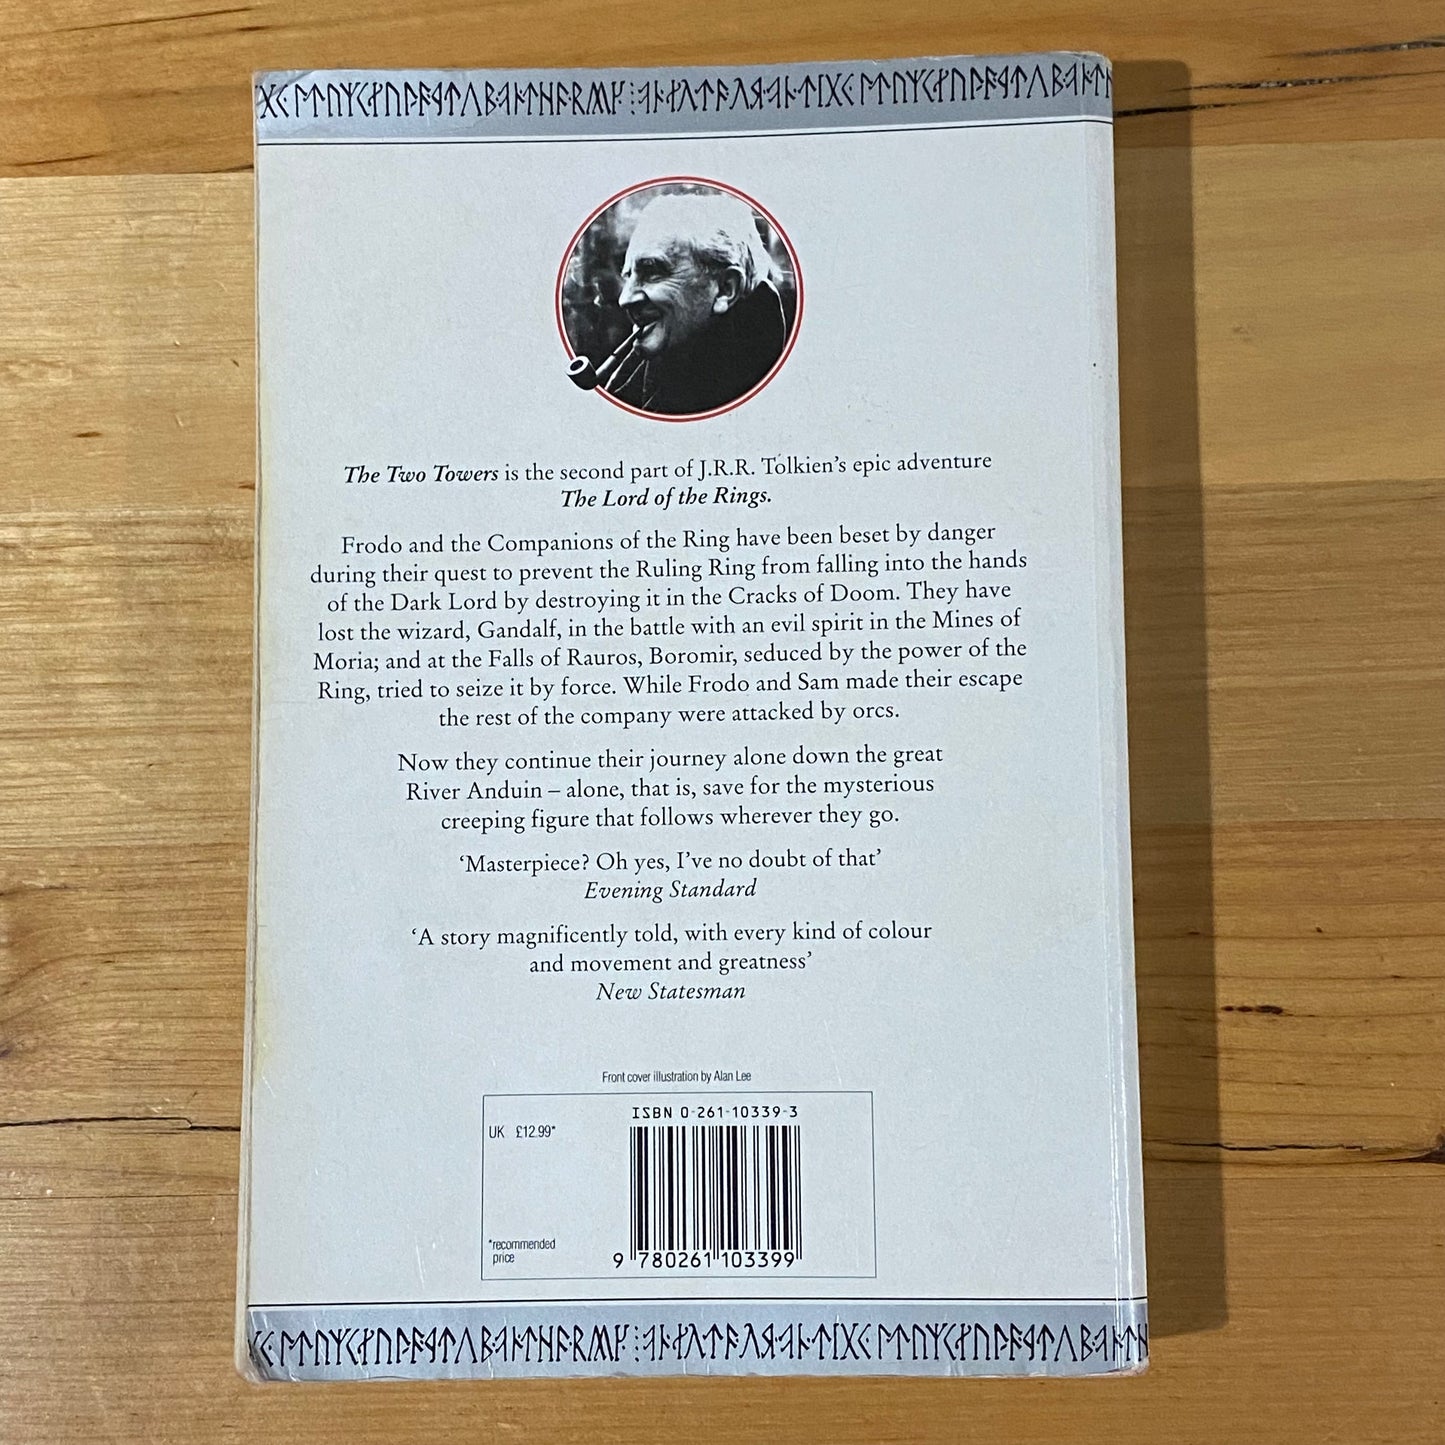 The Two Towers is the second part of J.R.R. Tolkien's epic adventure
The Lord of the Rings.
Frodo and the Companions of the Ring have been beset by danger
during their quest to prevent the Ruling Ring from falling into the hands
of the Dark Lord by destroying it in the Cracks of Doom. They have
lost the wizard, Gandalf, in the battle with an evil spirit in the Mines of
Moria; and at the Falls of Rauros, Boromir, seduced by the power of the
Ring, tried to seize it by force. While Frodo and Sam made their escape
the rest of the company were attacked by orcs.
Now they continue their journey alone down the great
River Anduin – alone, that is, save for the mysterious
creeping figure that follows wherever they go.
‘Masterpiece? Oh yes, I’ve no doubt of that’
Evening Standard
‘A story magnificently told, with every kind of colour
and movement and greatness’
New Statesman
Front cover illustration by Alan Lee
ISBN 0-261-10339-3
UK £12.99*
*recommended
price
9 780261 103399